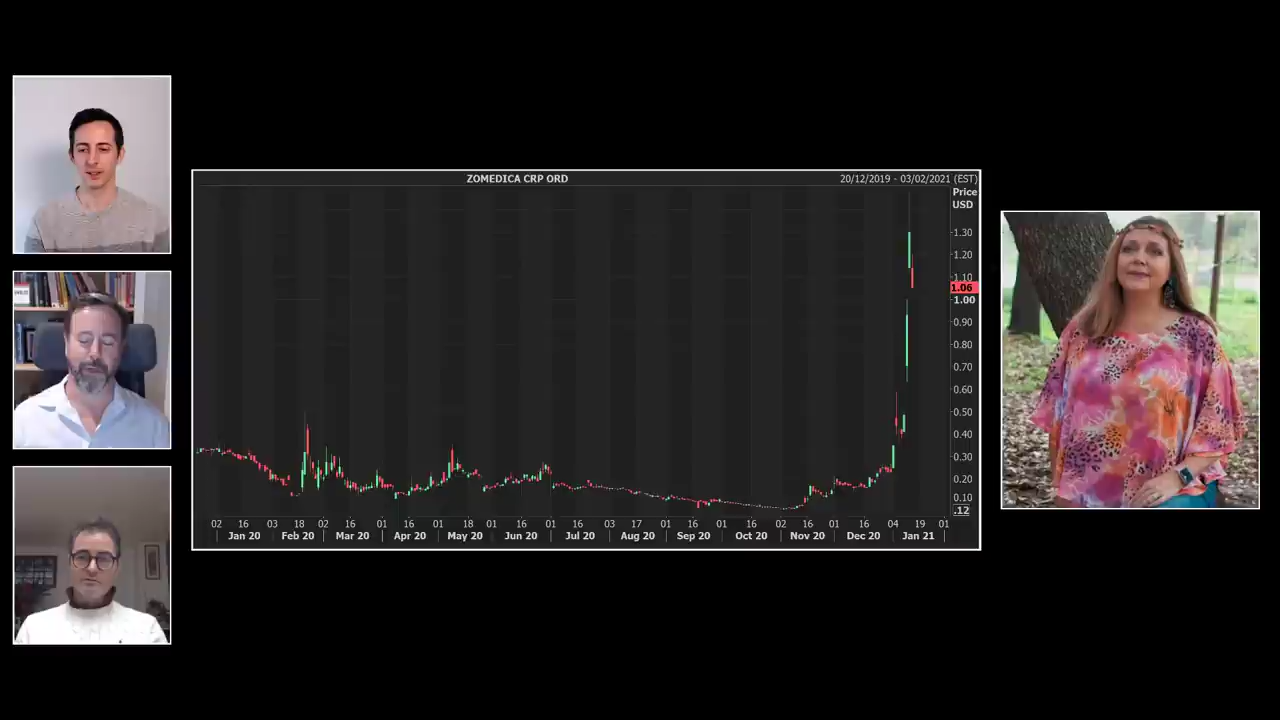 ZOMEDICA CRP ORD
20/12/2019 - 03/02/2021 (EST)
Price
USD
1.30
1.20
1.10
1.06
1.00
0.90
0.80
0.70
0.60
0.50
0.40
0.30
0.20
0.10
.12
02 16 03 18 02 16 01 16 01 18 01 16 01 16 03 17 01 16 01 16 02 16 01 16 04 19 01
Jan 20 Feb 20 Mar 20 Apr 20 May 20 Jun 20 Jul 20 Aug 20 Sep 20 Oct 20 Nov 20 Dec 20 Jan 21